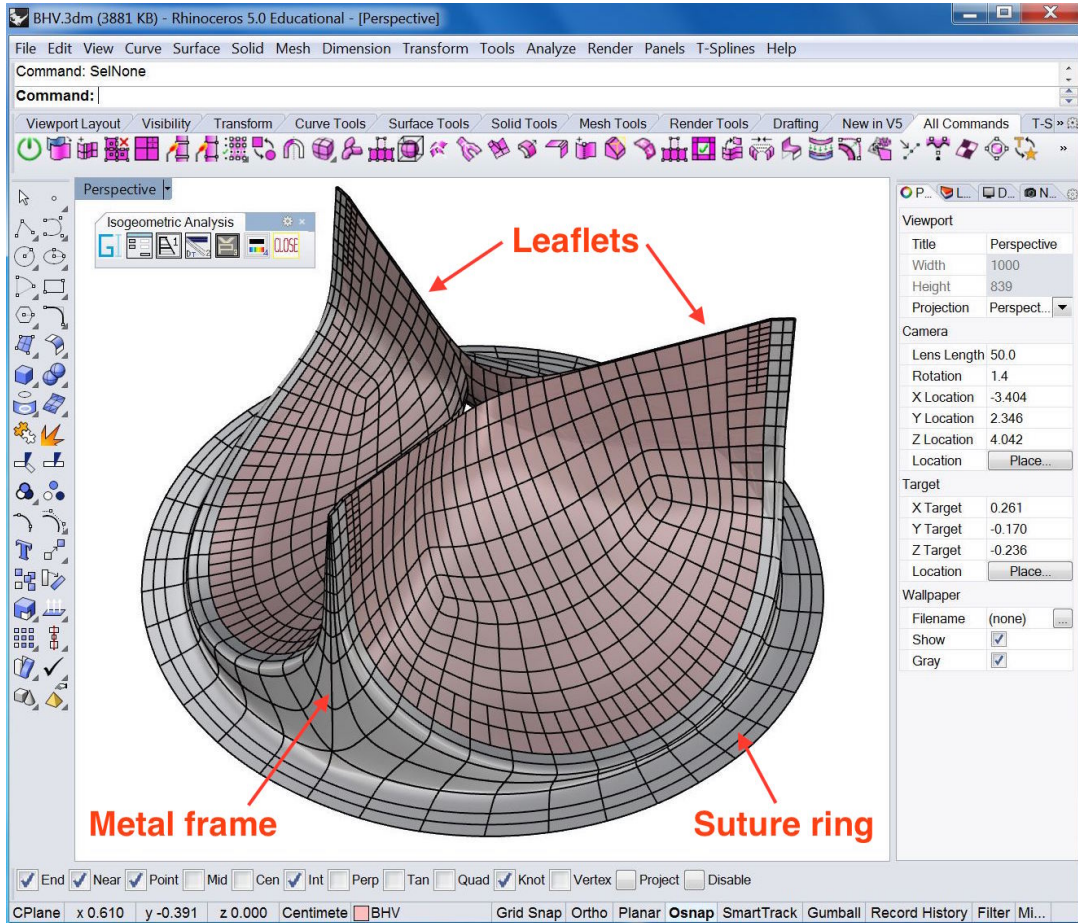 BHV.3dm (3881 KB) - Rhinoceros 5.0 Educational - [Perspective]
File Edit View Curve Surface Solid Mesh Dimension Transform Tools Analyze Render Panels T-Splines Help
Command: SelNone
Command:
Viewport Layout Visibility Transform Curve Tools Surface Tools Solid Tools Mesh Tools Render Tools Drafting New in V5 All Commands T-S »
»
Perspective
Isogeometric Analysis
GI A1 DT 2 CLOSE
Leaflets
Metal frame
Suture ring
P... L... D... N...
Viewport
Title Perspective
Width 1000
Height 839
Projection Perspect...
Camera
Lens Length 50.0
Rotation 1.4
X Location -3.404
Y Location 2.346
Z Location 4.042
Location Place...
Target
X Target 0.261
Y Target -0.170
Z Target -0.236
Location Place...
Wallpaper
Filename (none) ...
Show
Gray
End Near Point Mid Cen Int Perp Tan Quad Knot Vertex Project Disable
CPlane x 0.610 y -0.391 z 0.000 Centimete BHV Grid Snap Ortho Planar Osnap SmartTrack Gumball Record History Filter Mi...